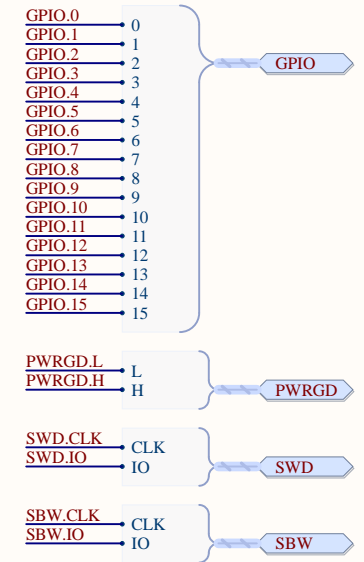 GPIO.0 0
GPIO.1 1
GPIO.2 2 GPIO
GPIO.3 3
GPIO.4 4
GPIO.5 5
GPIO.6 6
GPIO.7 7
GPIO.8 8
GPIO.9 9
GPIO.10 10
GPIO.11 11
GPIO.12 12
GPIO.13 13
GPIO.14 14
GPIO.15 15
PWRGD.L L
PWRGD.H H PWRGD
SWD.CLK CLK
SWD.IO IO SWD
SBW.CLK CLK
SBW.IO IO SBW